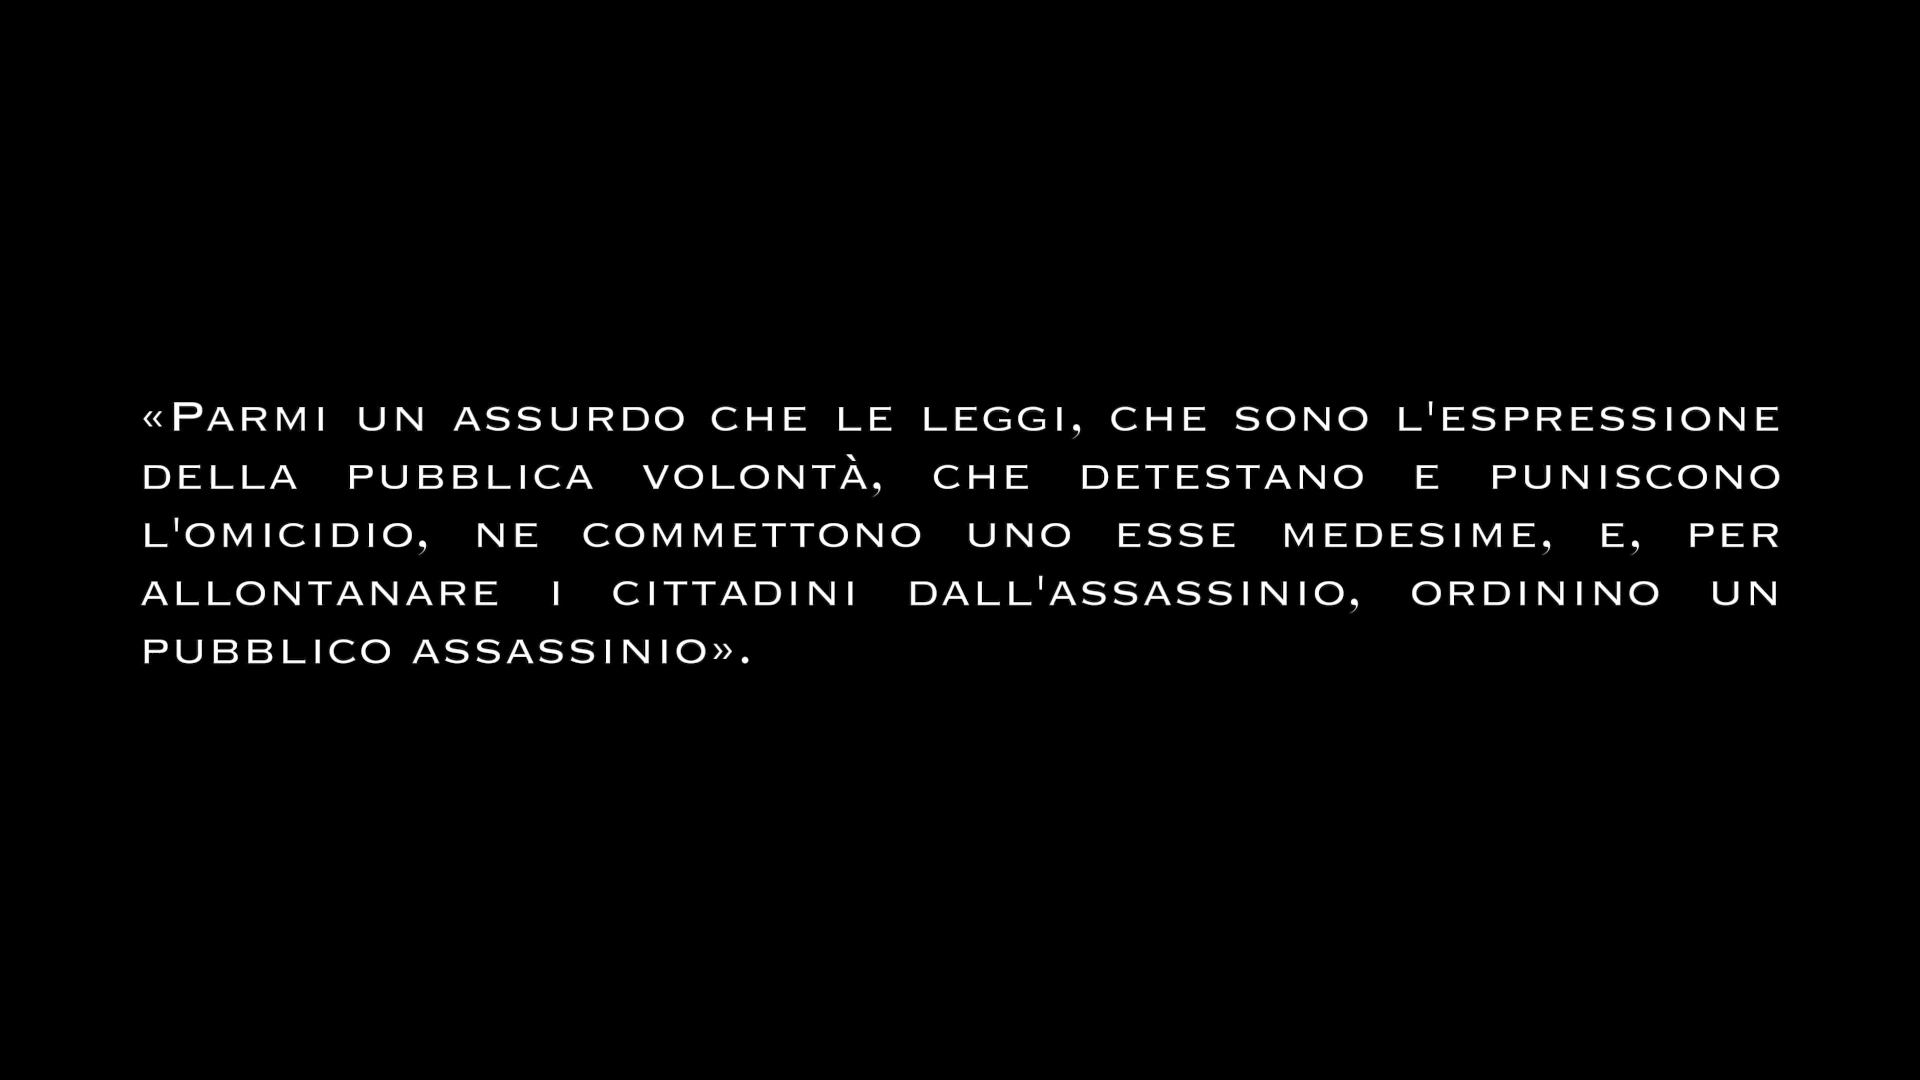 «Parmi un assurdo che le leggi, che sono l'espressione
della pubblica volontà, che detestano e puniscono
l'omicidio, ne commettono uno esse medesime, e, per
allontanare i cittadini dall'assassinio, ordinino un
pubblico assassinio».